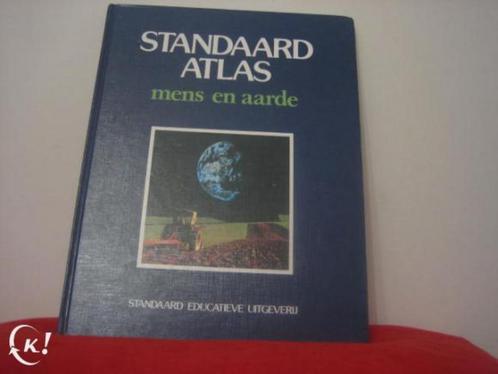 STANDAARD
ATLAS
mens en aarde
STANDAARD EDUCATIEVE UITGEVERIJ
K!